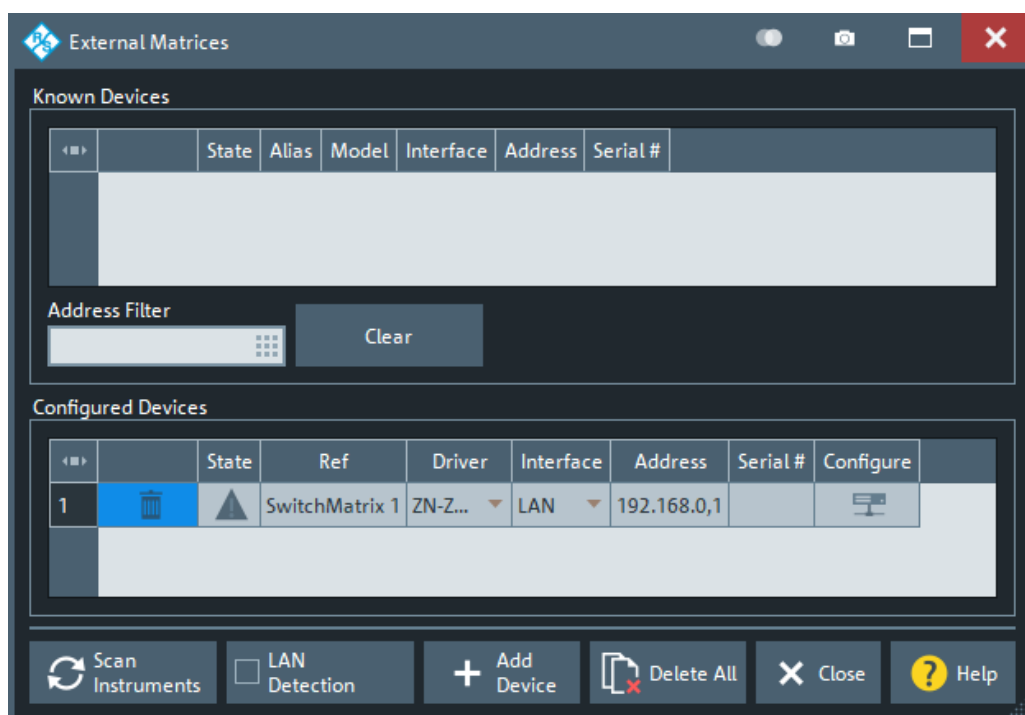 R/S External Matrices
Known Devices
State Alias Model Interface Address Serial #
Address Filter
Clear
Configured Devices
State Ref Driver Interface Address Serial # Configure
1 SwitchMatrix 1 ZN-Z... LAN 192.168.0,1
Scan
Instruments
LAN
Detection
Add
Device
Delete All
Close
? Help